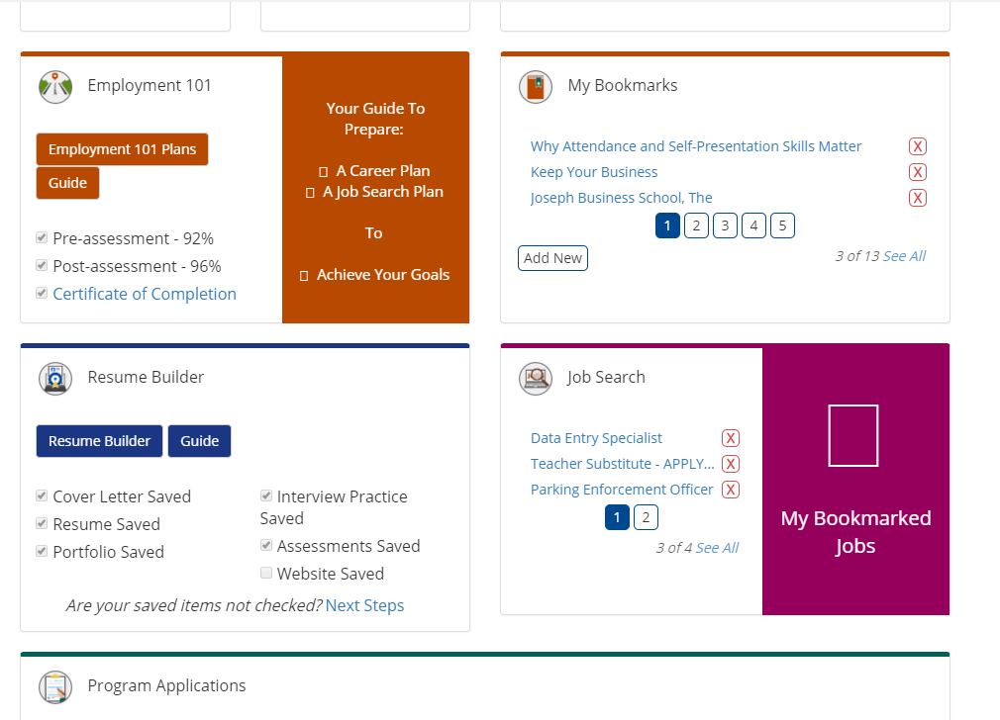 Employment 101
Employment 101 Plans
Guide
Pre-assessment - 92%
Post-assessment - 96%
Certificate of Completion
Your Guide To
Prepare:
A Career Plan
A Job Search Plan
To
Achieve Your Goals
My Bookmarks
Why Attendance and Self-Presentation Skills Matter X
Keep Your Business X
Joseph Business School, The X
1 2 3 4 5
Add New
3 of 13 See All
Resume Builder
Resume Builder Guide
Cover Letter Saved
Resume Saved
Portfolio Saved
Interview Practice
Saved
Assessments Saved
Website Saved
Are your saved items not checked? Next Steps
Job Search
Data Entry Specialist X
Teacher Substitute - APPLY... X
Parking Enforcement Officer X
1 2
3 of 4 See All
My Bookmarked
Jobs
Program Applications